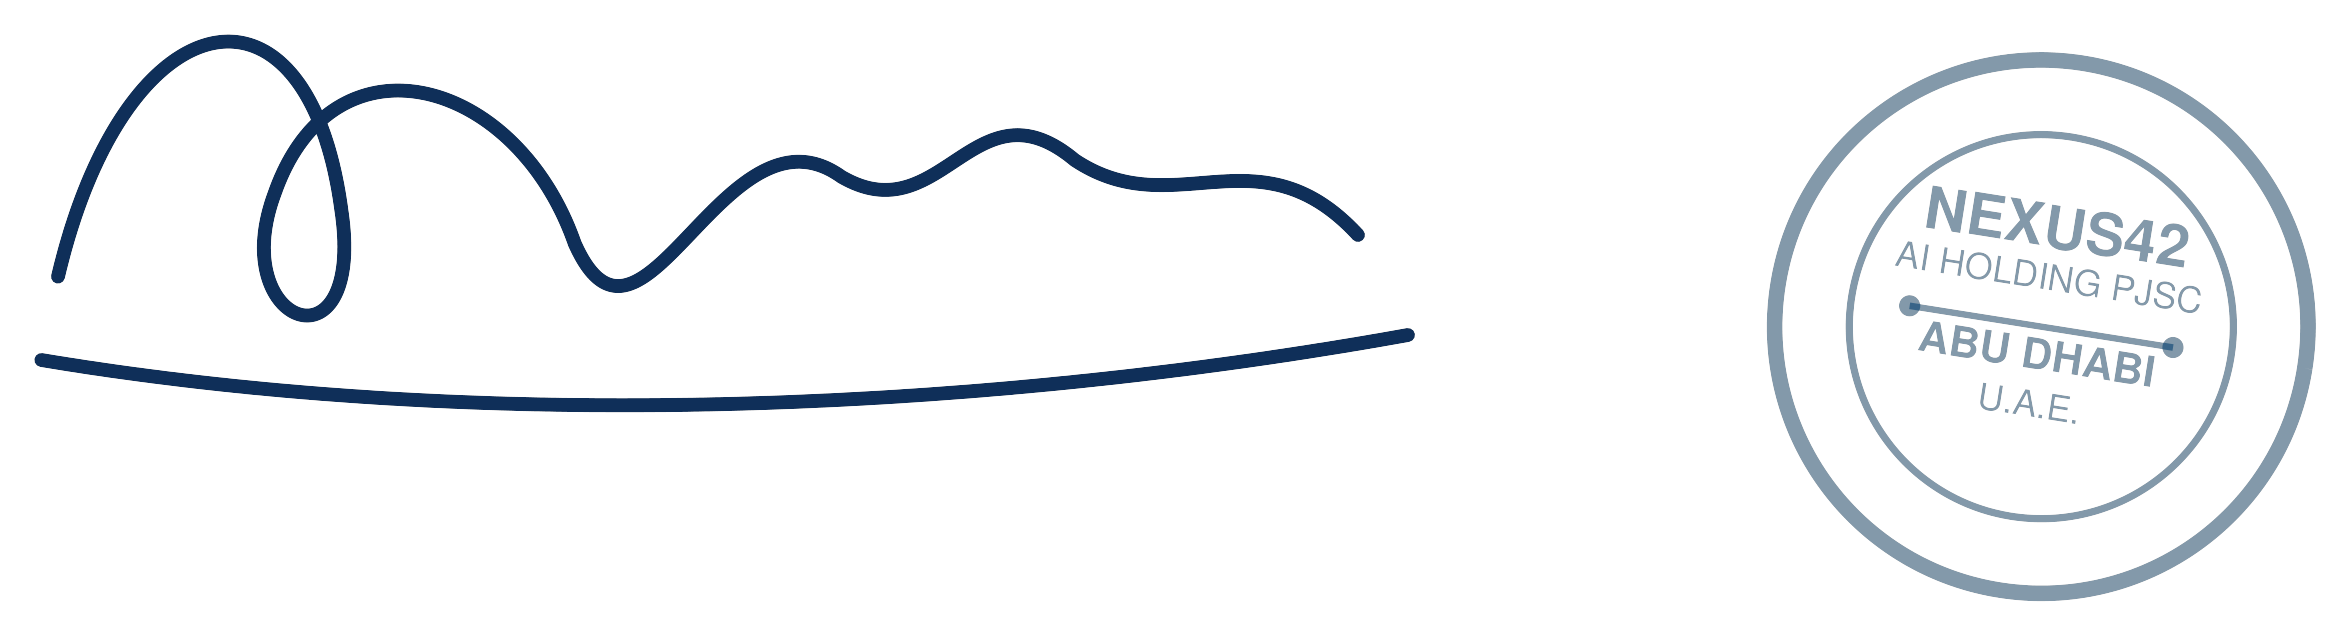 NEXUS42
AI HOLDING PJSC
ABU DHABI
U.A.E.